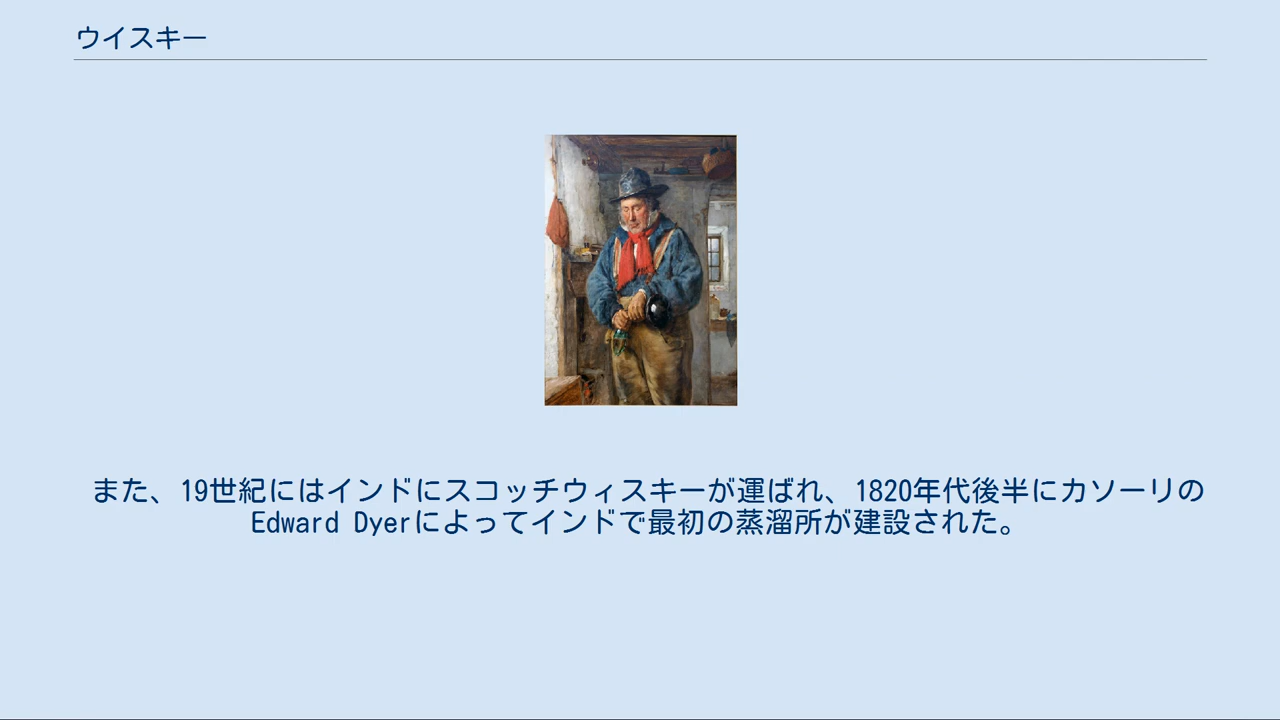 ウイスキー
また、19世紀にはインドにスコッチウィスキーが運ばれ、1820年代後半にカソーリの
Edward Dyerによってインドで最初の蒸溜所が建設された。